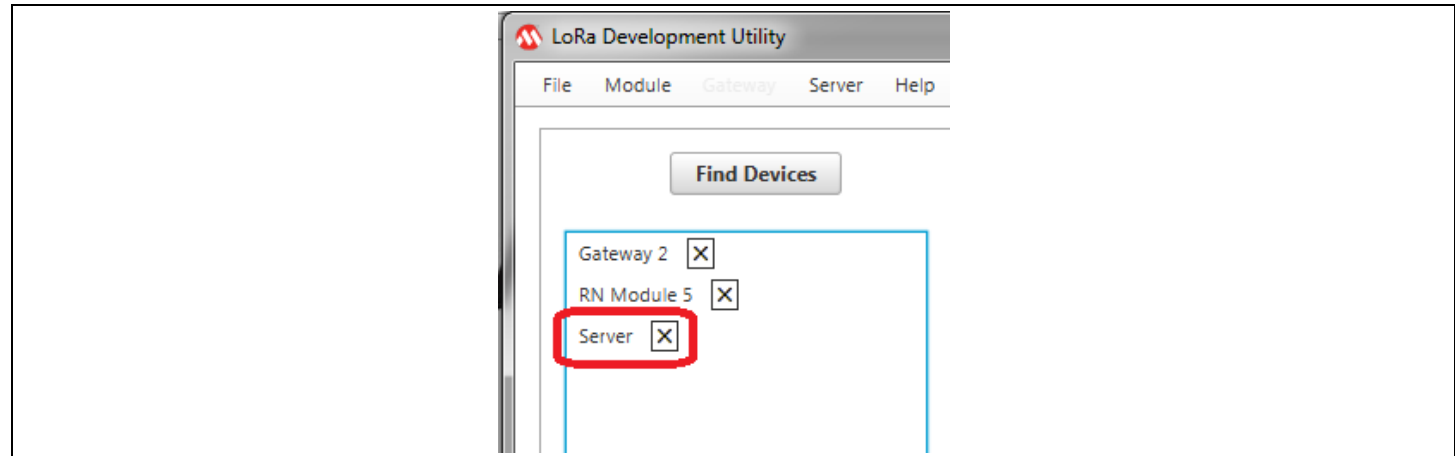 LoRa Development Utility
File Module Gateway Server Help
Find Devices
Gateway 2
RN Module 5
Server